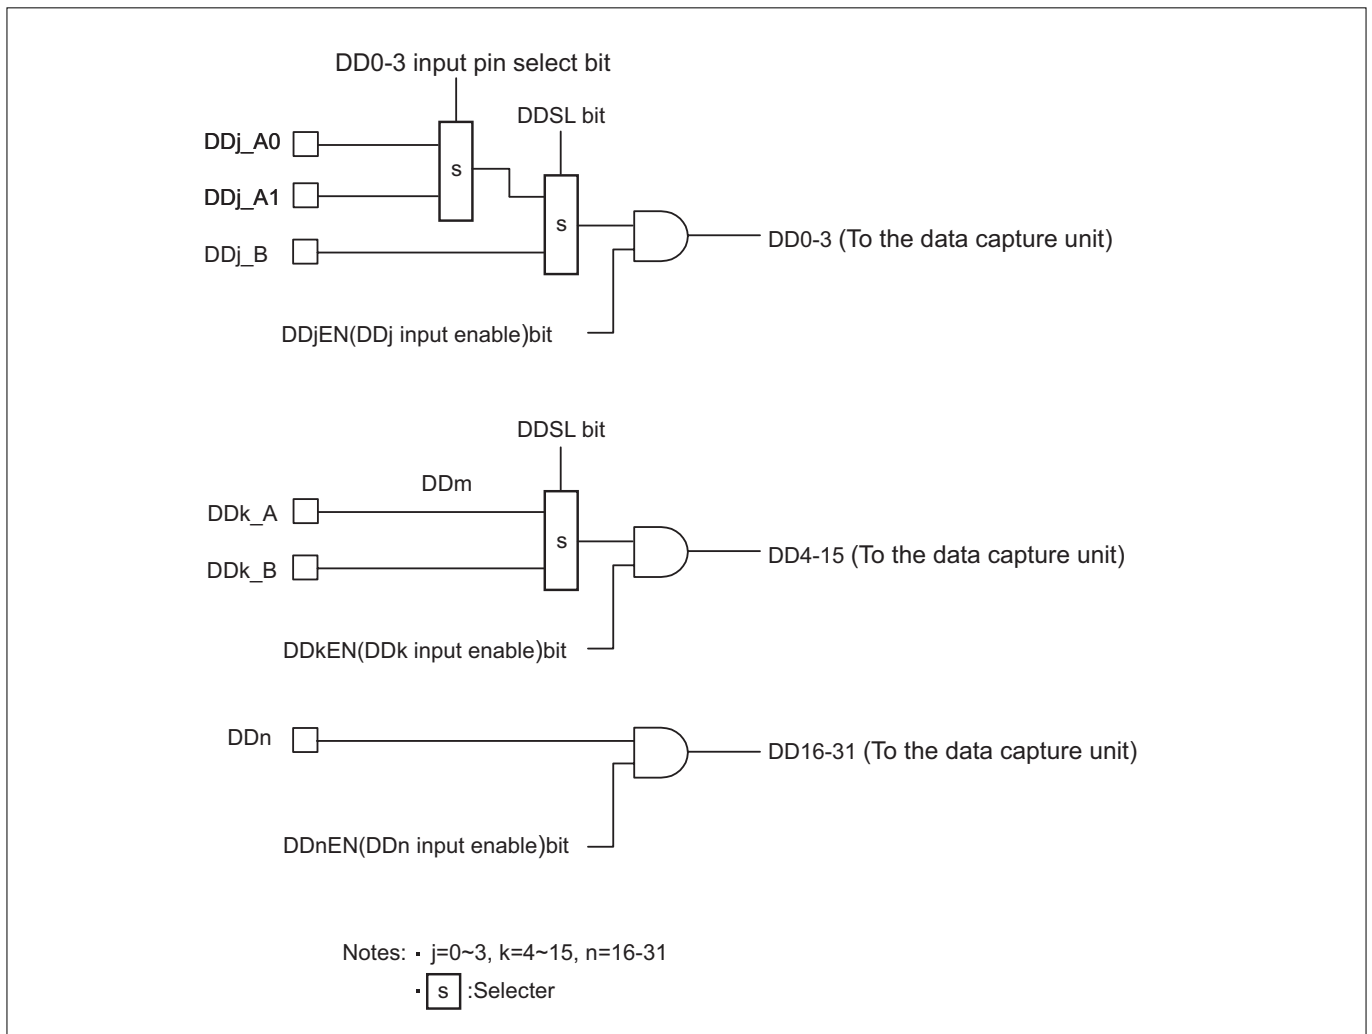 DD0-3 input pin select bit
DDSL bit
DDj_A0
s
DDj_A1
s
DDj_B
DD0-3 (To the data capture unit)
DDjEN(DDj input enable)bit
DDSL bit
DDm
DDk_A
s
DDk_B
DD4-15 (To the data capture unit)
DDkEN(DDk input enable)bit
DDn
DD16-31 (To the data capture unit)
DDnEN(DDn input enable)bit
Notes: • j=0~3, k=4~15, n=16-31
• s :Selecter